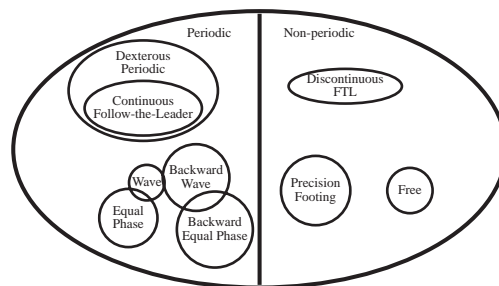 Periodic
Non-periodic
Dexterous
Periodic
Continuous
Follow-the-Leader
Discontinuous
FTL
Wave
Backward
Wave
Equal
Phase
Backward
Equal Phase
Precision
Footing
Free